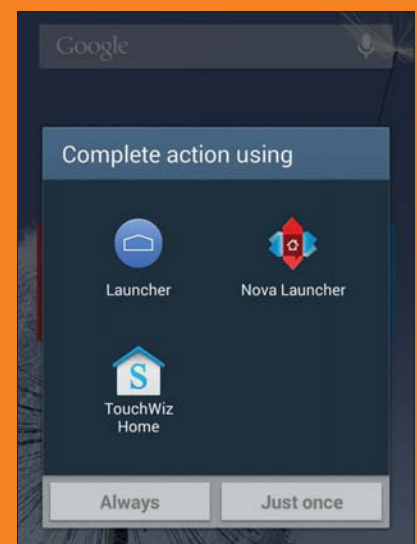 Google
Complete action using
Launcher
Nova Launcher
S
TouchWiz
Home
Always
Just once